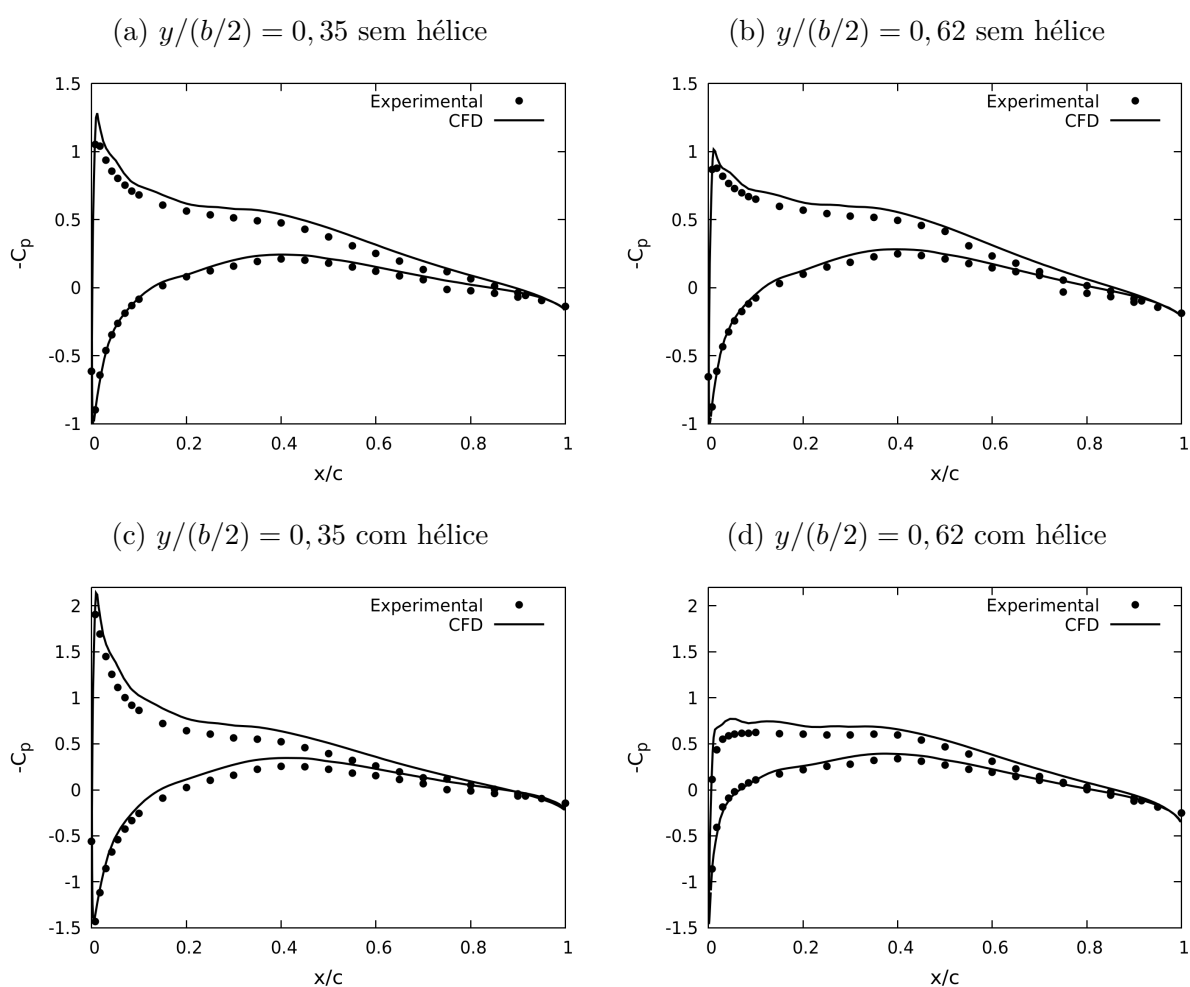 (a) y/(b/2) = 0, 35 sem hélice
1.5
1
0.5
0
-0.5
-1
-Cp
Experimental
CFD
0 0.2 0.4 0.6 0.8 1
x/c
(b) y/(b/2) = 0, 62 sem hélice
1.5
1
0.5
0
-0.5
-1
-Cp
Experimental
CFD
0 0.2 0.4 0.6 0.8 1
x/c
(c) y/(b/2) = 0, 35 com hélice
2
1.5
1
0.5
0
-0.5
-1
-1.5
-Cp
Experimental
CFD
0 0.2 0.4 0.6 0.8 1
x/c
(d) y/(b/2) = 0, 62 com hélice
2
1.5
1
0.5
0
-0.5
-1
-1.5
-Cp
Experimental
CFD
0 0.2 0.4 0.6 0.8 1
x/c